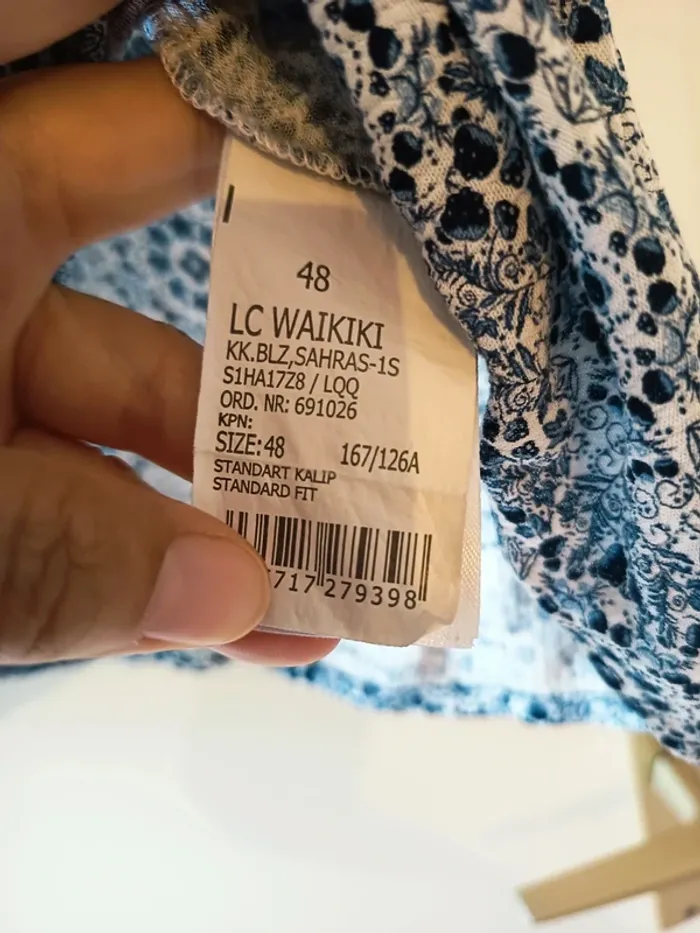 48
LC WAIKIKI
KK.BLZ,SAHRAS-1S
S1HA17Z8 / LQQ
ORD. NR: 691026
KPN:
SIZE:48 167/126A
STANDART KALIP
STANDARD FIT
717 279398